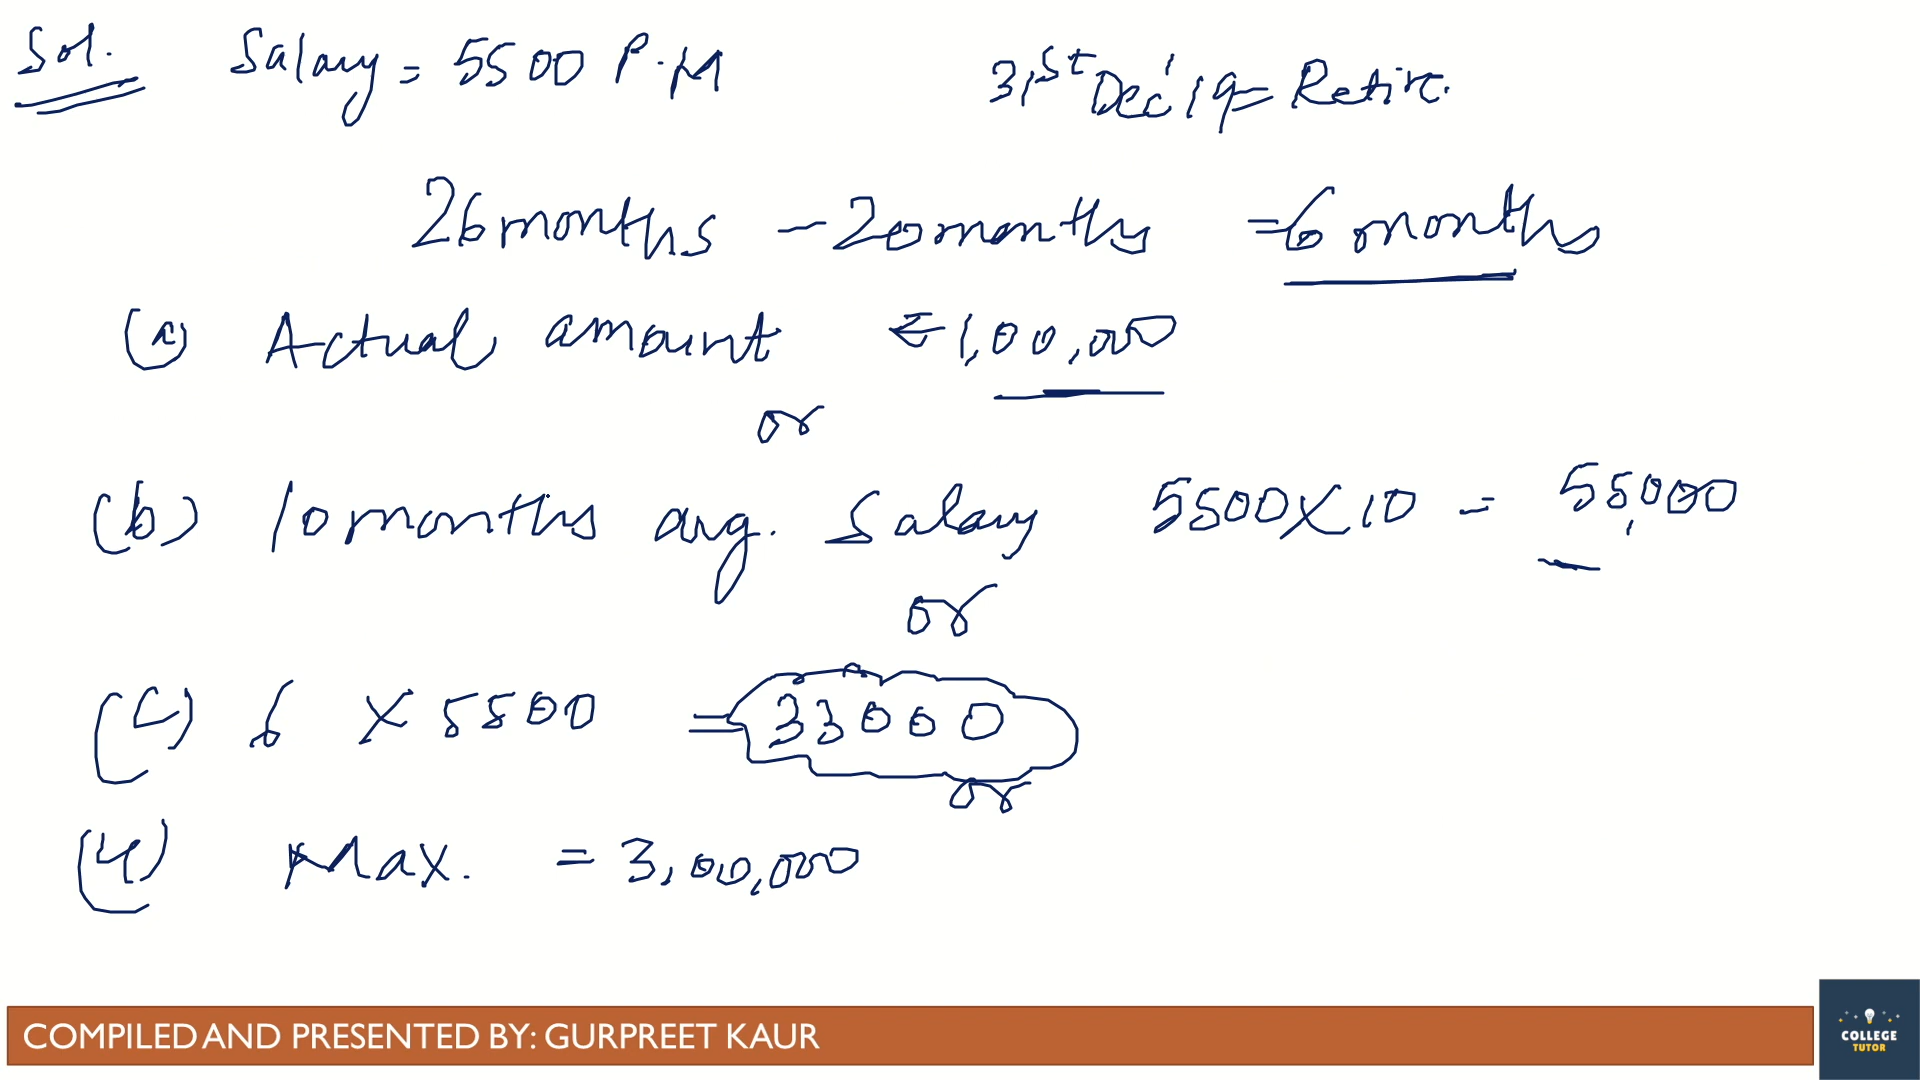 Sol. Salary = 5500 P.M 31st Dec'19 = Retire.
26 months - 20 months = 6 months
(a) Actual amount = 1,00,000
or
(b) 10 months avg. Salary 5500 X 10 = 55,000
or
(c) 6 X 5500 = 33000
or
(4) Max. = 3,00,000
COMPILED AND PRESENTED BY: GURPREET KAUR
COLLEGE
TUTOR